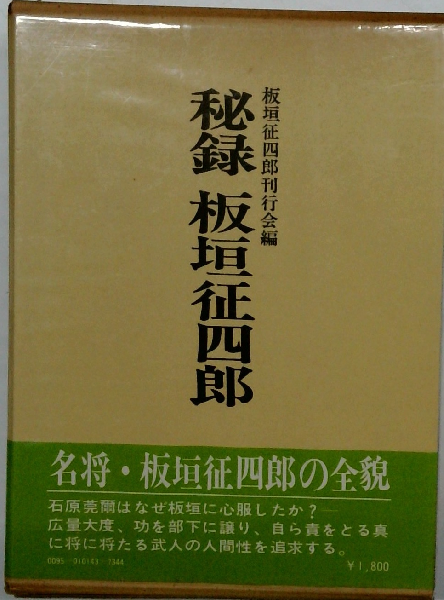 板垣征四郎刊行会編
秘録 板垣征四郎
名将・板垣征四郎の全貌
石原莞爾はなぜ板垣に心服したか?―
広量大度、功を部下に譲り、自ら責をとる真
に将に将たる武人の人間性を追求する。
¥1,800